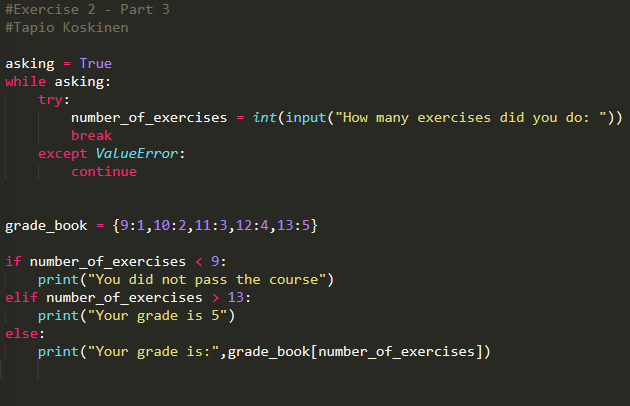 #Exercise 2 - Part 3
#Tapio Koskinen
asking = True
while asking:
    try:
        number_of_exercises = int(input("How many exercises did you do: "))
        break
    except ValueError:
        continue
grade_book = {9:1,10:2,11:3,12:4,13:5}
if number_of_exercises < 9:
    print("You did not pass the course")
elif number_of_exercises > 13:
    print("Your grade is 5")
else:
    print("Your grade is:",grade_book[number_of_exercises])